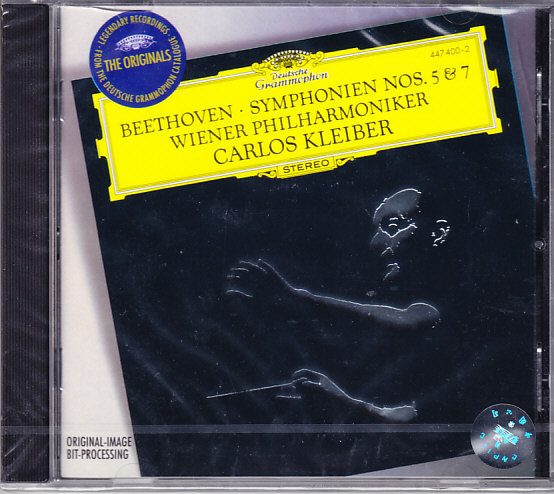 LEGENDARY RECORDINGS
THE ORIGINALS
FROM THE DEUTSCHE GRAMMOPHON CATALOGUE
447 400-2
Deutsche
Grammophon
BEETHOVEN · SYMPHONIEN NOS. 5 & 7
WIENER PHILHARMONIKER
CARLOS KLEIBER
STEREO
ORIGINAL-IMAGE
BIT-PROCESSING